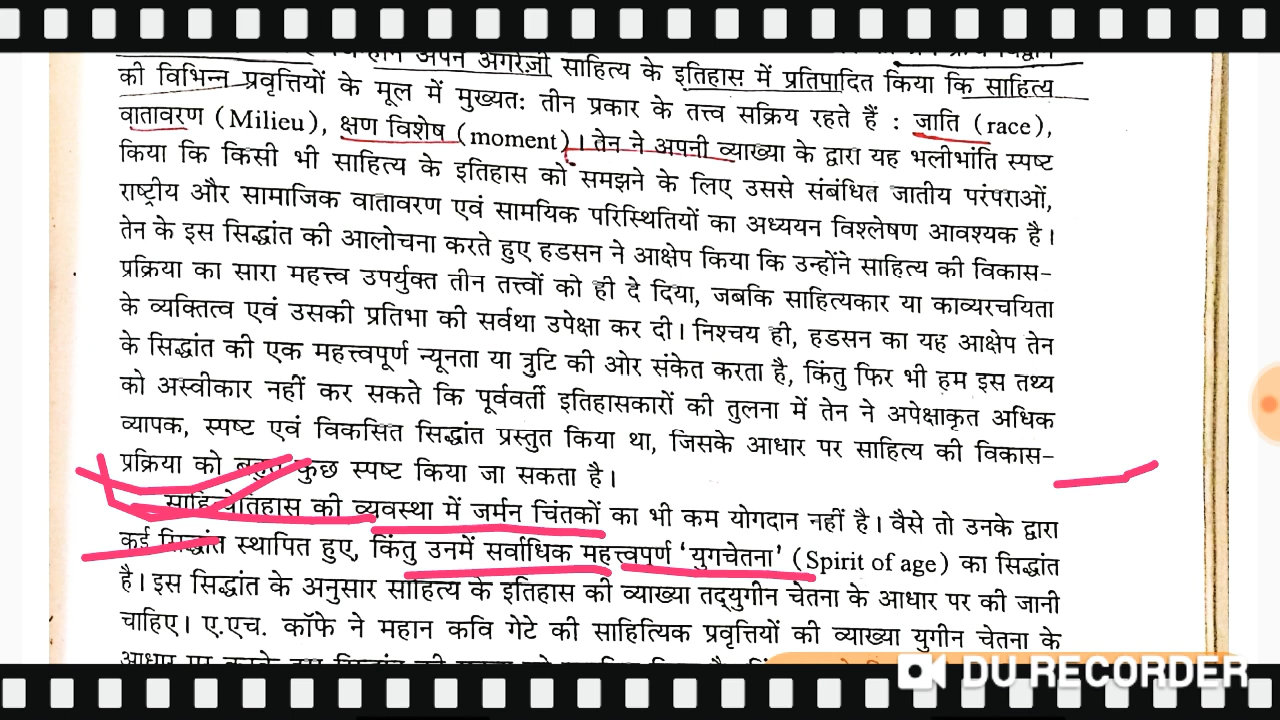 अपने अंगरेज़ी साहित्य के इतिहास में प्रतिपादित किया कि साहित्य
की विभिन्न प्रवृत्तियों के मूल में मुख्यतः तीन प्रकार के तत्त्व सक्रिय रहते हैं : जाति (race),
वातावरण (Milieu), क्षण विशेष (moment)। तेन ने अपनी व्याख्या के द्वारा यह भलीभांति स्पष्ट
किया कि किसी भी साहित्य के इतिहास को समझने के लिए उससे संबंधित जातीय परंपराओं,
राष्ट्रीय और सामाजिक वातावरण एवं सामयिक परिस्थितियों का अध्ययन विश्लेषण आवश्यक है।
तेन के इस सिद्धांत की आलोचना करते हुए हडसन ने आक्षेप किया कि उन्होंने साहित्य की विकास-
प्रक्रिया का सारा महत्त्व उपर्युक्त तीन तत्त्वों को ही दे दिया, जबकि साहित्यकार या काव्यरचयिता
के व्यक्तित्व एवं उसकी प्रतिभा की सर्वथा उपेक्षा कर दी। निश्चय ही, हडसन का यह आक्षेप तेन
के सिद्धांत की एक महत्त्वपूर्ण न्यूनता या त्रुटि की ओर संकेत करता है, किंतु फिर भी हम इस तथ्य
को अस्वीकार नहीं कर सकते कि पूर्ववर्ती इतिहासकारों की तुलना में तेन ने अपेक्षाकृत अधिक
व्यापक, स्पष्ट एवं विकसित सिद्धांत प्रस्तुत किया था, जिसके आधार पर साहित्य की विकास-
प्रक्रिया को बहुत कुछ स्पष्ट किया जा सकता है।
साहित्येतिहास की व्यवस्था में जर्मन चिंतकों का भी कम योगदान नहीं है। वैसे तो उनके द्वारा
कई सिद्धांत स्थापित हुए, किंतु उनमें सर्वाधिक महत्त्वपूर्ण ‘युगचेतना’ (Spirit of age) का सिद्धांत
है। इस सिद्धांत के अनुसार साहित्य के इतिहास की व्याख्या तद्‌युगीन चेतना के आधार पर की जानी
चाहिए। ए.एच. कॉफे ने महान कवि गेटे की साहित्यिक प्रवृत्तियों की व्याख्या युगीन चेतना के
DU RECORDER